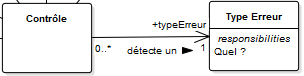 Contrôle
+typeErreur
0..*
détecte un
1
Type Erreur
responsibilities
Quel ?